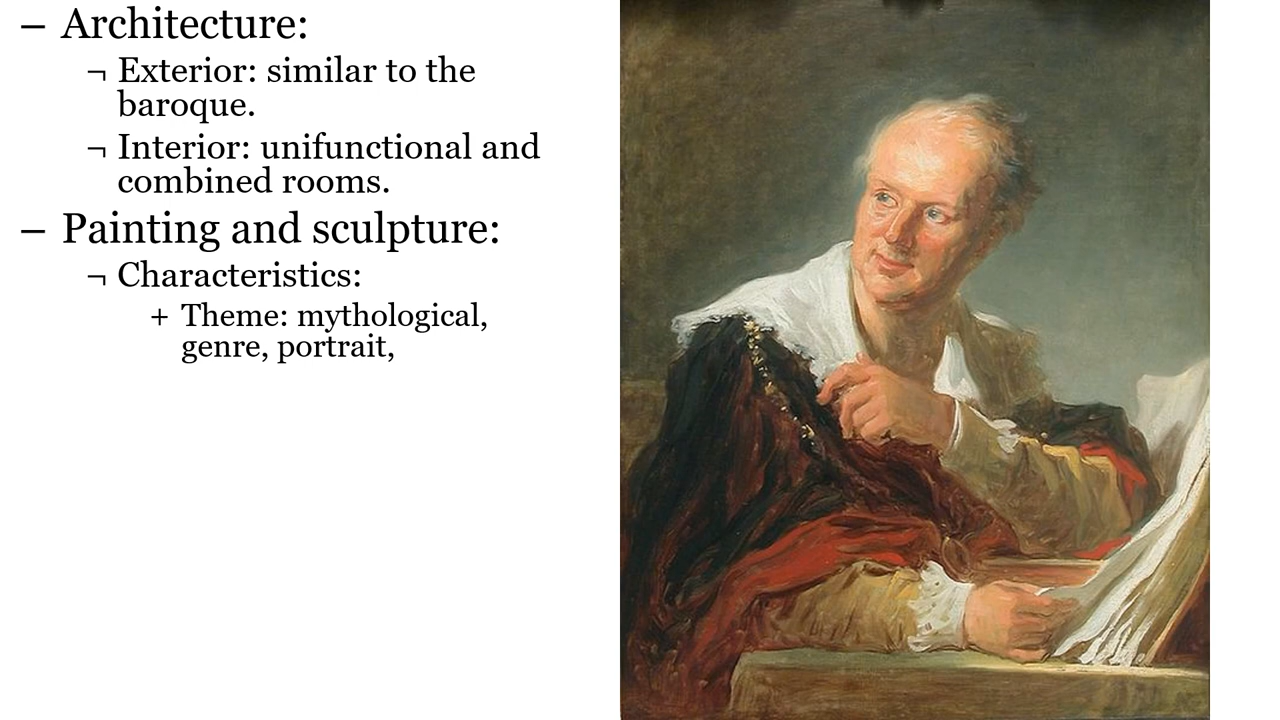 – Architecture:
¬ Exterior: similar to the
baroque.
¬ Interior: unifunctional and
combined rooms.
– Painting and sculpture:
¬ Characteristics:
+ Theme: mythological,
genre, portrait,